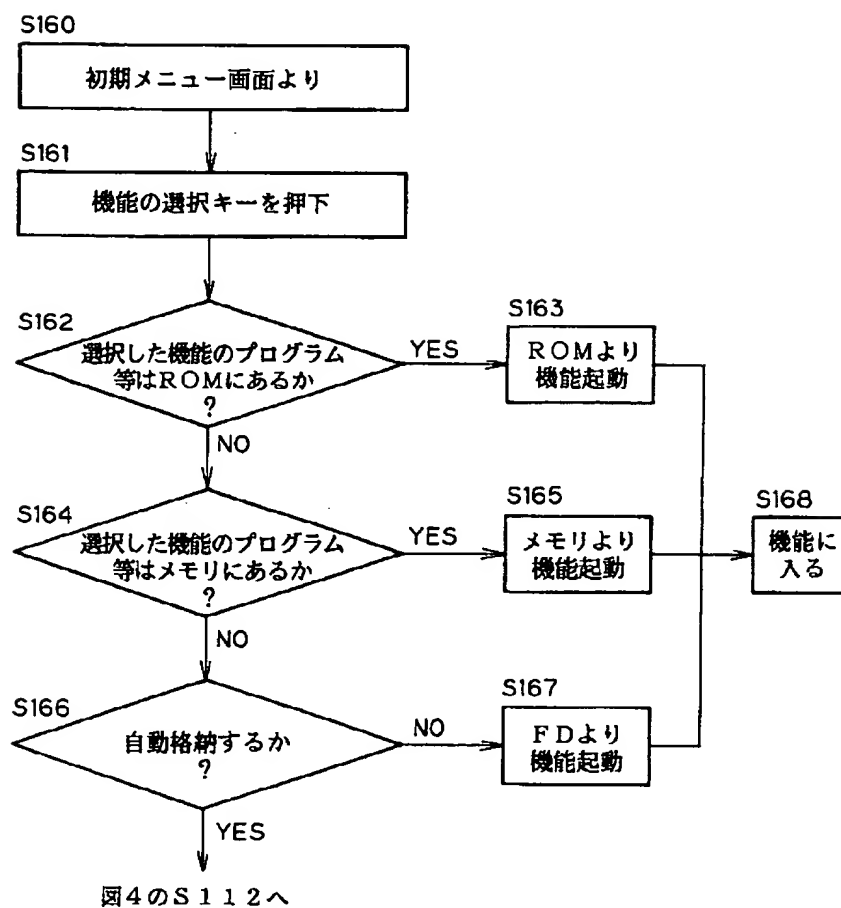 S160
初期メニュー画面より
S161
機能の選択キーを押下
S162
選択した機能のプログラム
等はROMにあるか
?
YES
S163
ROMより
機能起動
NO
S164
選択した機能のプログラム
等はメモリにあるか
?
YES
S165
メモリより
機能起動
S168
機能に
入る
NO
S166
自動格納するか
?
NO
S167
FDより
機能起動
YES
図4のS112へ